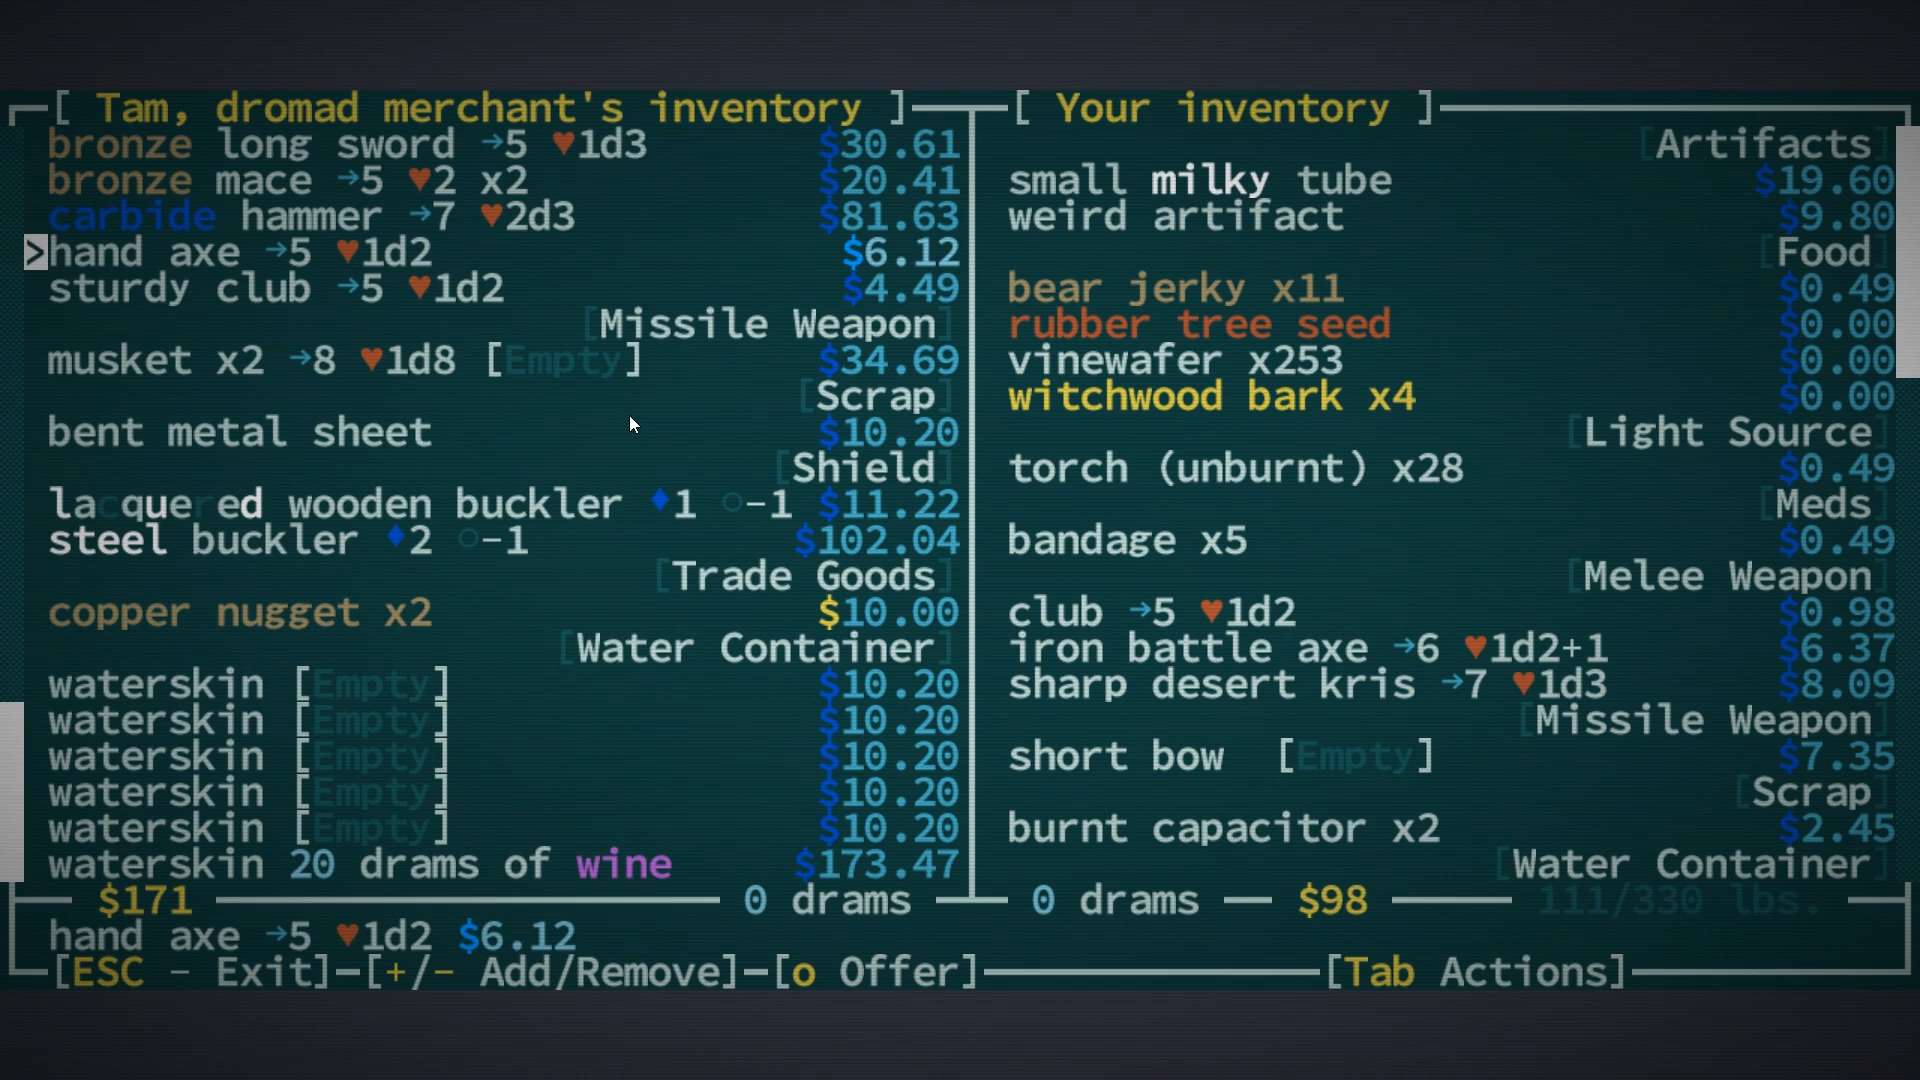 [ Tam, dromad merchant's inventory ]
bronze long sword →5 ♥1d3 $30.61
bronze mace →5 ♥2 x2 $20.41
carbide hammer →7 ♥2d3 $81.63
>hand axe →5 ♥1d2 $6.12
sturdy club →5 ♥1d2 $4.49
[Missile Weapon]
musket x2 →8 ♥1d8 [Empty] $34.69
[Scrap]
bent metal sheet $10.20
[Shield]
lacquered wooden buckler ♦1 ○-1 $11.22
steel buckler ♦2 ○-1 $102.04
[Trade Goods]
copper nugget x2 $10.00
[Water Container]
waterskin [Empty] $10.20
waterskin [Empty] $10.20
waterskin [Empty] $10.20
waterskin [Empty] $10.20
waterskin [Empty] $10.20
waterskin 20 drams of wine $173.47
$171 0 drams
[ Your inventory ]
[Artifacts]
small milky tube $19.60
weird artifact $9.80
[Food]
bear jerky x11 $0.49
rubber tree seed $0.00
vinewafer x253 $0.00
witchwood bark x4 $0.00
[Light Source]
torch (unburnt) x28 $0.49
[Meds]
bandage x5 $0.49
[Melee Weapon]
club →5 ♥1d2 $0.98
iron battle axe →6 ♥1d2+1 $6.37
sharp desert kris →7 ♥1d3 $8.09
[Missile Weapon]
short bow [Empty] $7.35
[Scrap]
burnt capacitor x2 $2.45
[Water Container]
0 drams $98 111/330 lbs.
hand axe →5 ♥1d2 $6.12
[ESC - Exit] [+/- Add/Remove] [o Offer] [Tab Actions]